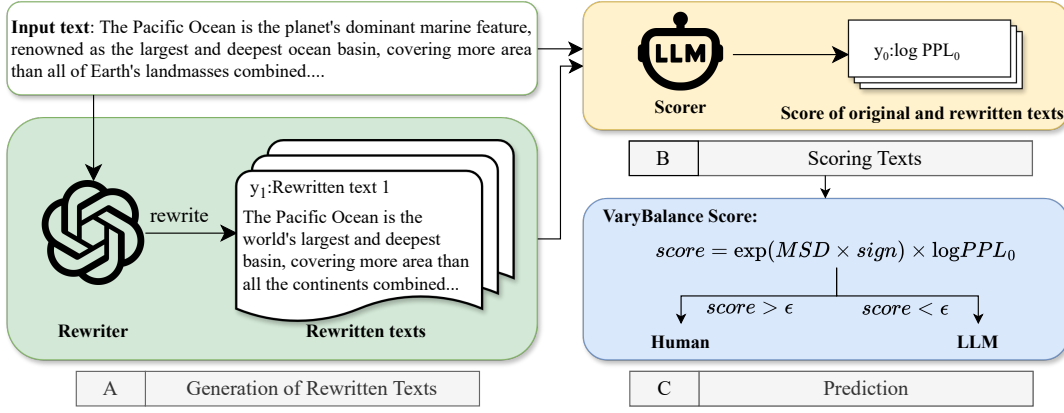 Input text: The Pacific Ocean is the planet's dominant marine feature,
renowned as the largest and deepest ocean basin, covering more area
than all of Earth's landmasses combined....
rewrite
y₁:Rewritten text 1
The Pacific Ocean is the
world's largest and deepest
basin, covering more area than
all the continents combined...
Rewriter
Rewritten texts
A
Generation of Rewritten Texts
LLM
Scorer
y₀:log PPL₀
Score of original and rewritten texts
B
Scoring Texts
VaryBalance Score:
score = exp(MSD × sign) × logPPL₀
score > ϵ
score < ϵ
Human
LLM
C
Prediction